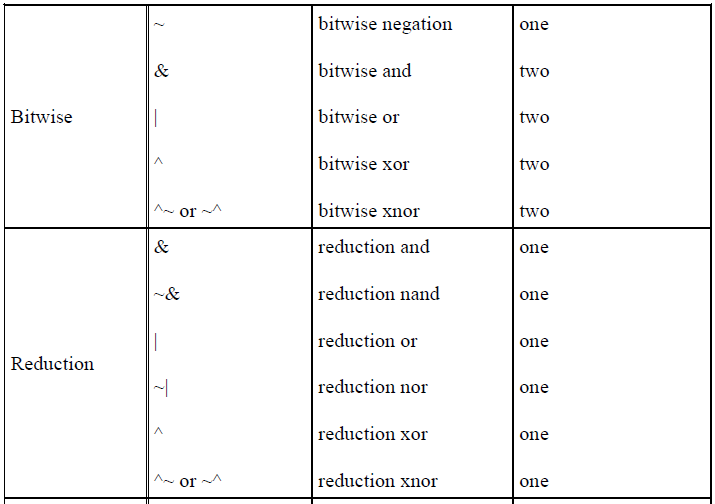 ~ bitwise negation one
& bitwise and two
Bitwise | bitwise or two
^ bitwise xor two
^~ or ~^ bitwise xnor two
& reduction and one
~& reduction nand one
| reduction or one
Reduction
~| reduction nor one
^ reduction xor one
^~ or ~^ reduction xnor one